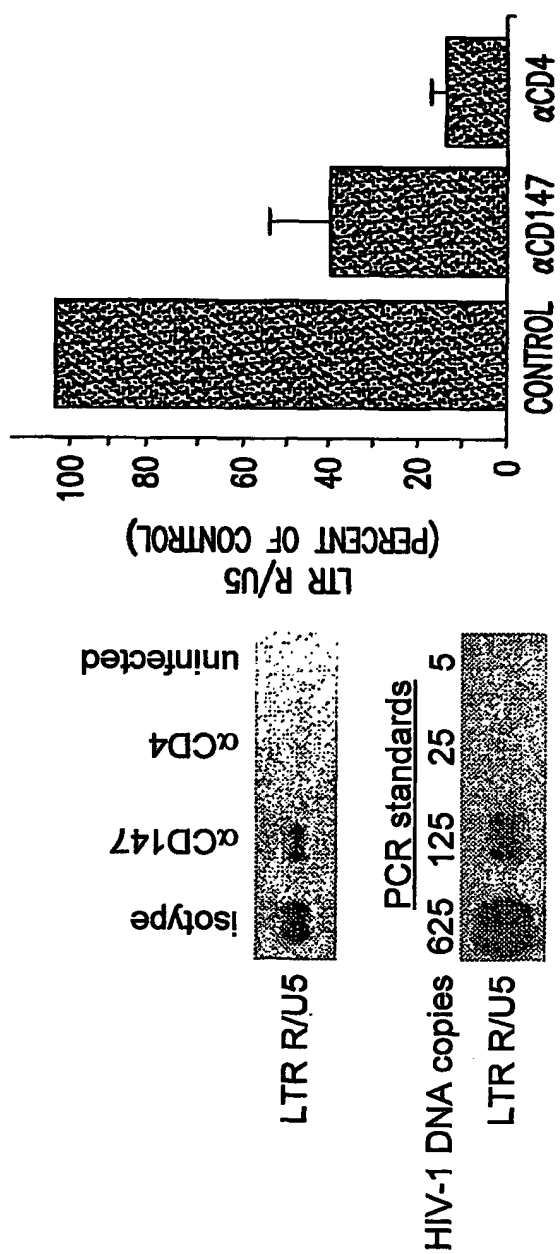 isotype αCD147 αCD4 uninfected
LTR R/U5
PCR standards
HIV-1 DNA copies 625 125 25 5
LTR R/U5
LTR R/U5
(PERCENT OF CONTROL)
100
80
60
40
20
0
CONTROL αCD147 αCD4